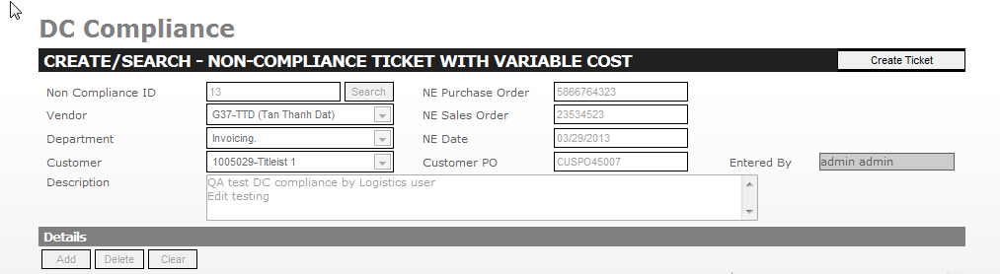 DC Compliance
CREATE/SEARCH - NON-COMPLIANCE TICKET WITH VARIABLE COST Create Ticket
Non Compliance ID 13 Search NE Purchase Order 5866764323
Vendor G37-TTD (Tan Thanh Dat) NE Sales Order 23534523
Department Invoicing. NE Date 03/29/2013
Customer 1005029-Titleist 1 Customer PO CUSPO45007 Entered By admin admin
Description QA test DC compliance by Logistics user
Edit testing
Details
Add Delete Clear